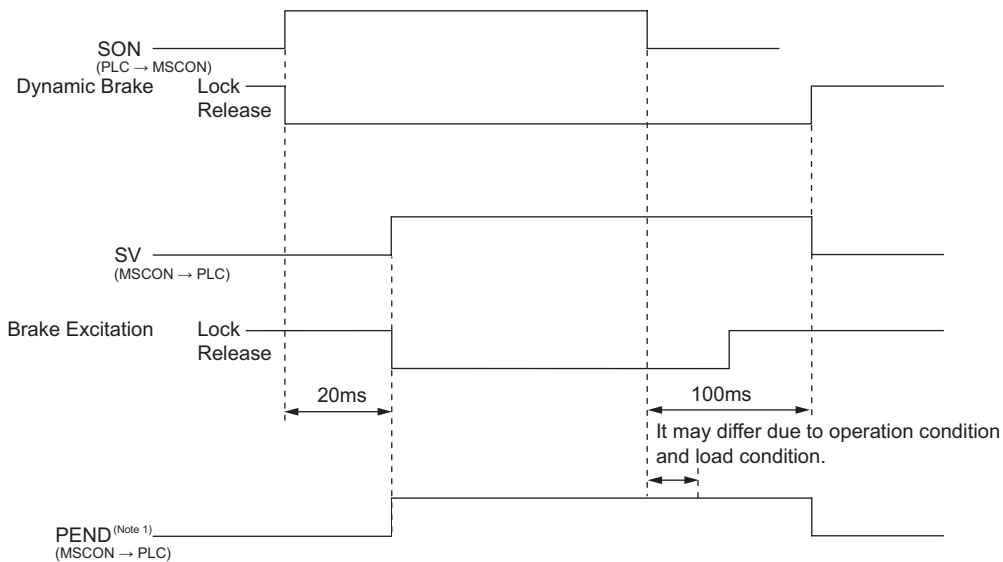 SON
(PLC → MSCON)
Dynamic Brake
Lock
Release
SV
(MSCON → PLC)
Brake Excitation
Lock
Release
20ms
100ms
It may differ due to operation condition
and load condition.
PEND (Note 1)
(MSCON → PLC)